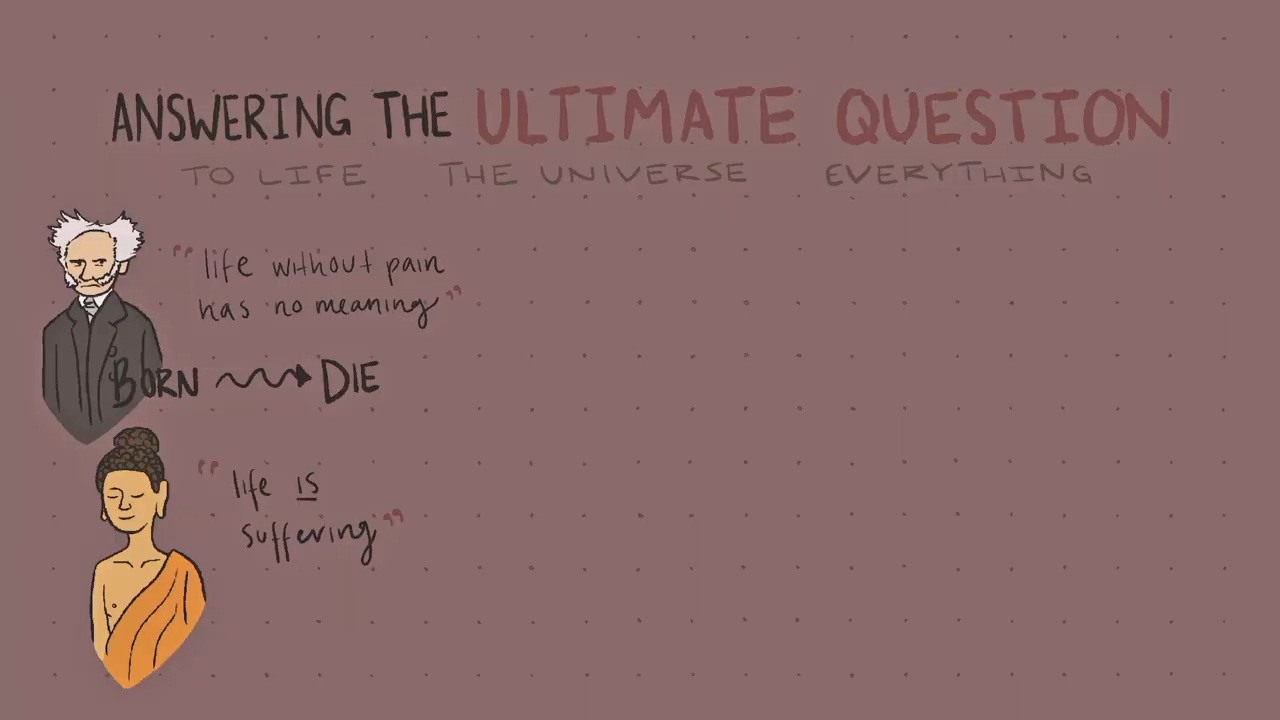 ANSWERING THE ULTIMATE QUESTION
TO LIFE THE UNIVERSE EVERYTHING
"life without pain
has no meaning"
BORN DIE
"life is
suffering"